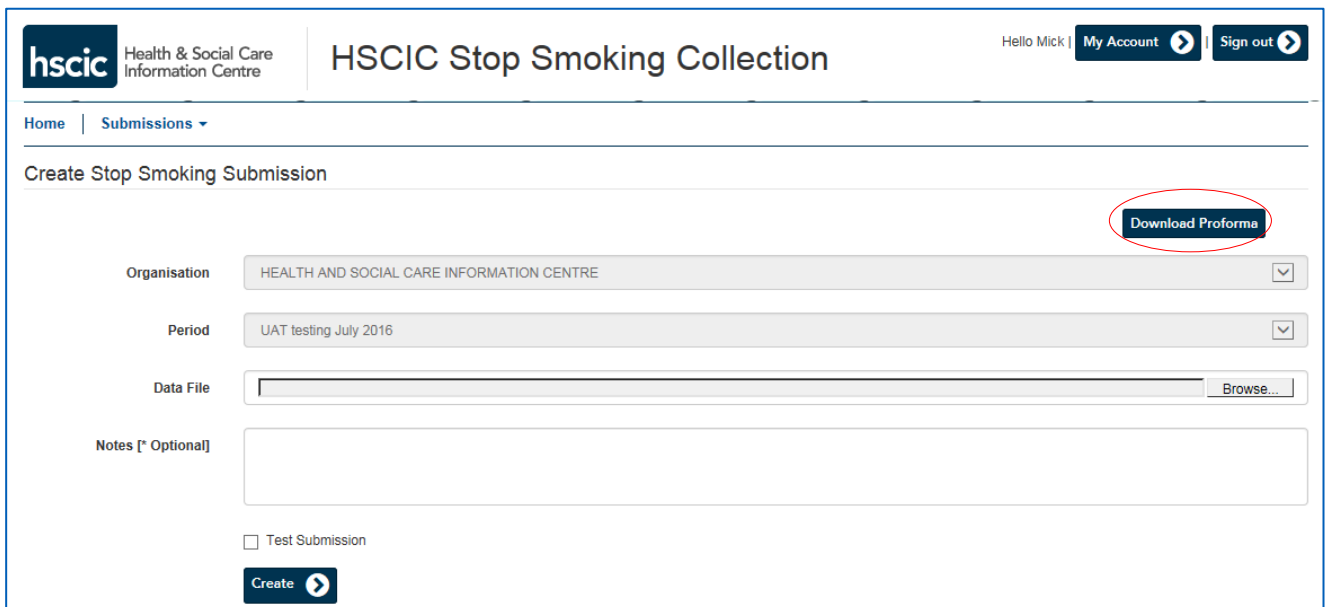 hscic Health & Social Care
Information Centre
HSCIC Stop Smoking Collection
Hello Mick | My Account | Sign out
Home | Submissions
Create Stop Smoking Submission
Download Proforma
Organisation HEALTH AND SOCIAL CARE INFORMATION CENTRE
Period UAT testing July 2016
Data File Browse...
Notes [* Optional]
Test Submission
Create